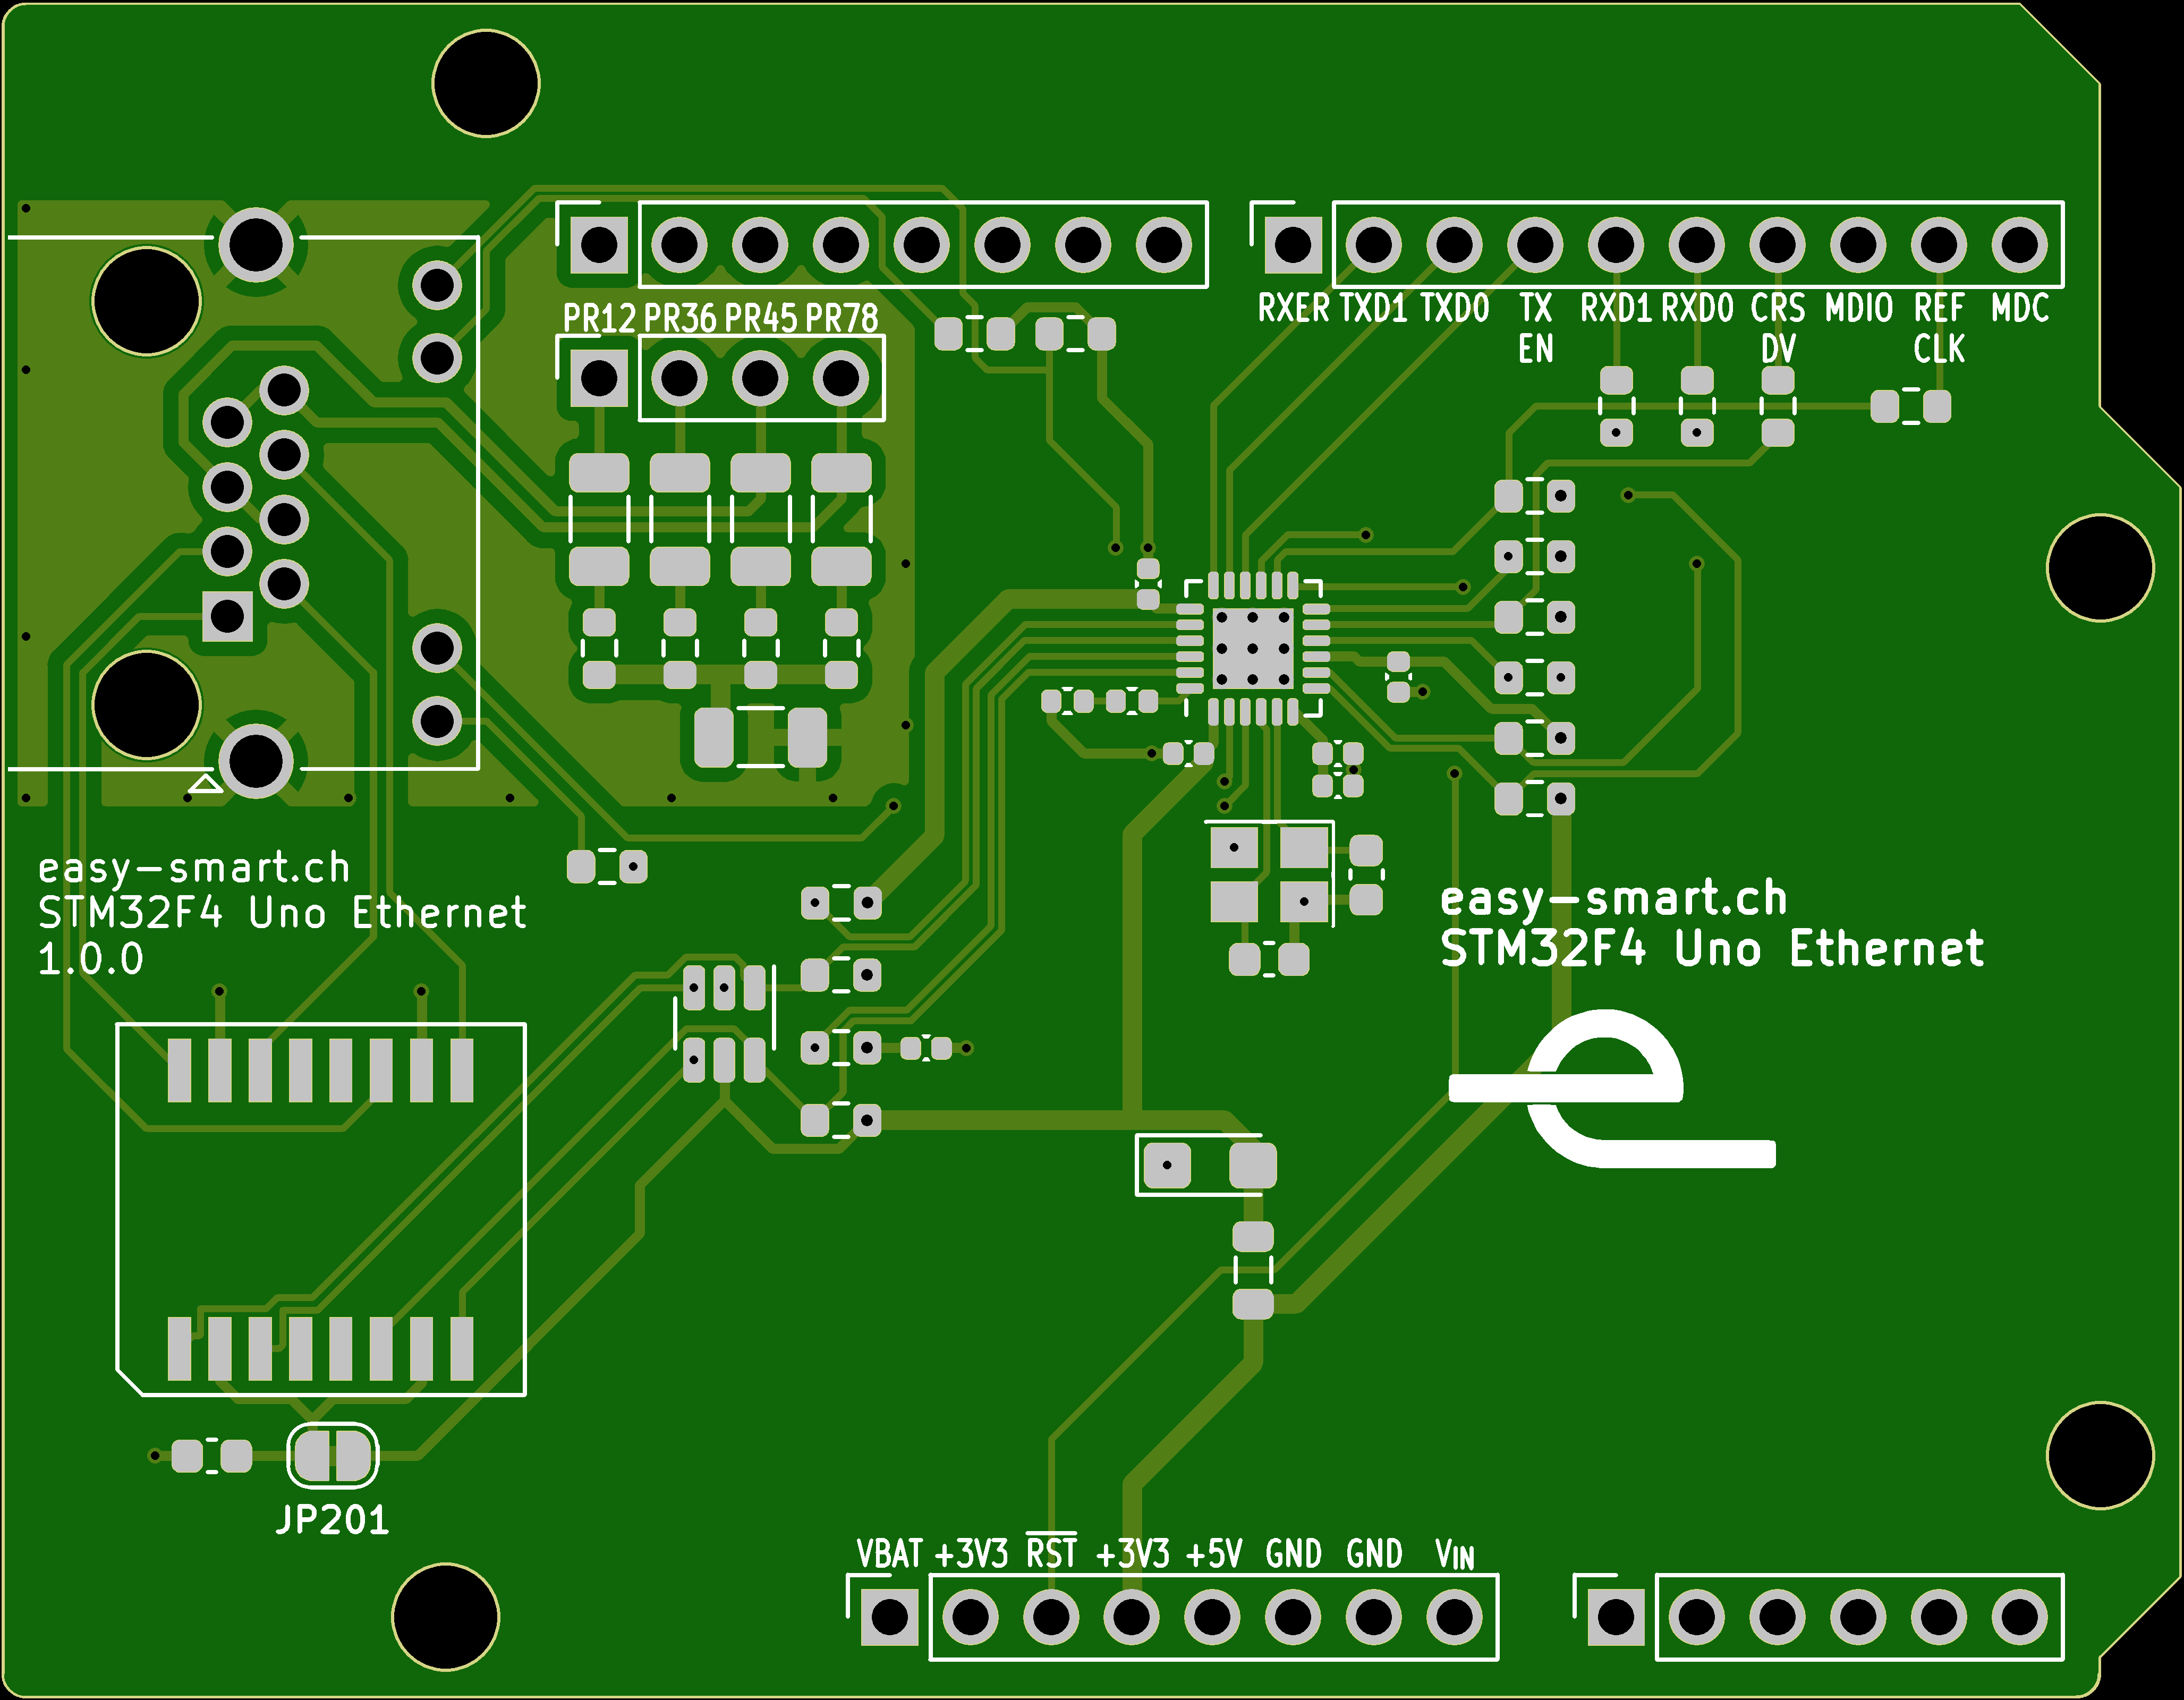 PR12 PR36 PR45 PR78
RXER TXD1 TXD0 TX EN RXD1 RXD0 CRS DV MDIO REF CLK MDC
easy-smart.ch
STM32F4 Uno Ethernet
1.0.0
easy-smart.ch
STM32F4 Uno Ethernet
JP201
VBAT +3V3 RST +3V3 +5V GND GND VIN